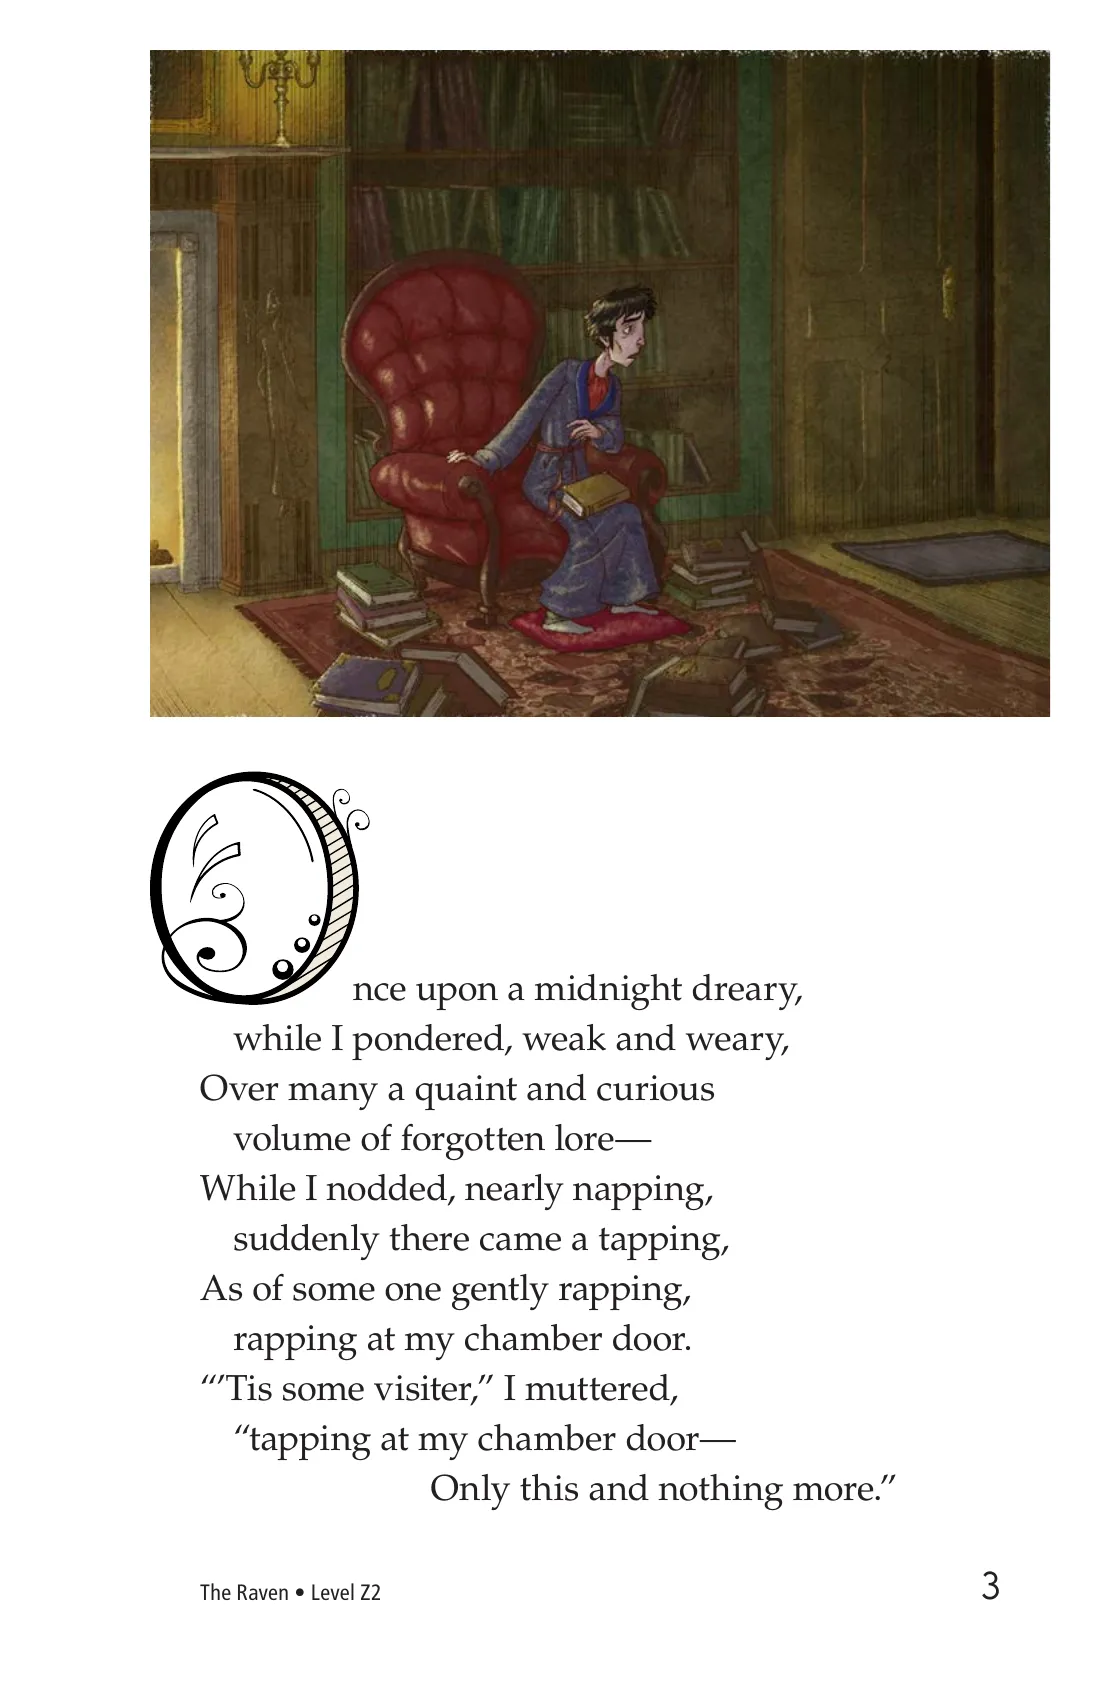 Once upon a midnight dreary,
while I pondered, weak and weary,
Over many a quaint and curious
volume of forgotten lore—
While I nodded, nearly napping,
suddenly there came a tapping,
As of some one gently rapping,
rapping at my chamber door.
“’Tis some visiter,” I muttered,
“tapping at my chamber door—
Only this and nothing more.”
The Raven • Level Z2
3